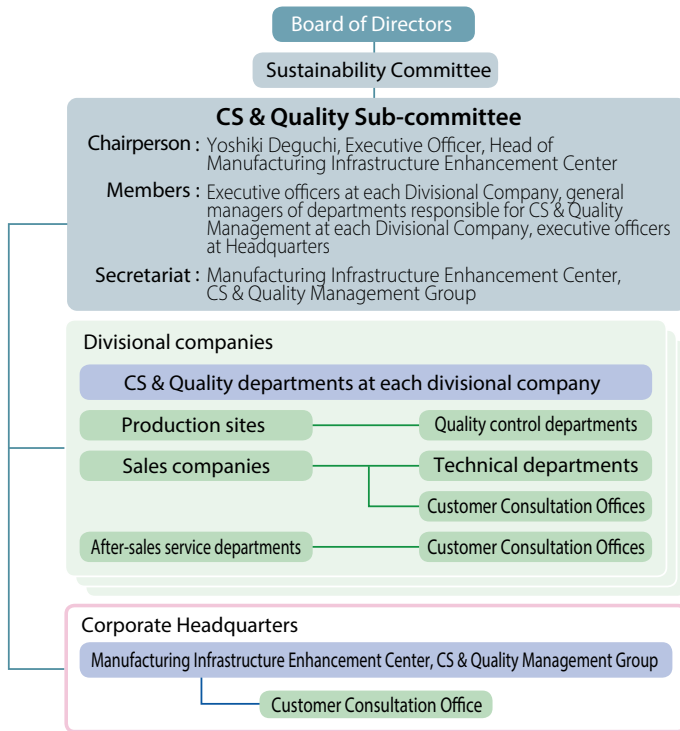 Board of Directors
Sustainability Committee
CS & Quality Sub-committee
Chairperson : Yoshiki Deguchi, Executive Officer, Head of
Manufacturing Infrastructure Enhancement Center
Members : Executive officers at each Divisional Company, general
managers of departments responsible for CS & Quality
Management at each Divisional Company, executive officers
at Headquarters
Secretariat : Manufacturing Infrastructure Enhancement Center,
CS & Quality Management Group
Divisional companies
CS & Quality departments at each divisional company
Production sites
Quality control departments
Sales companies
Technical departments
Customer Consultation Offices
After-sales service departments
Customer Consultation Offices
Corporate Headquarters
Manufacturing Infrastructure Enhancement Center, CS & Quality Management Group
Customer Consultation Office